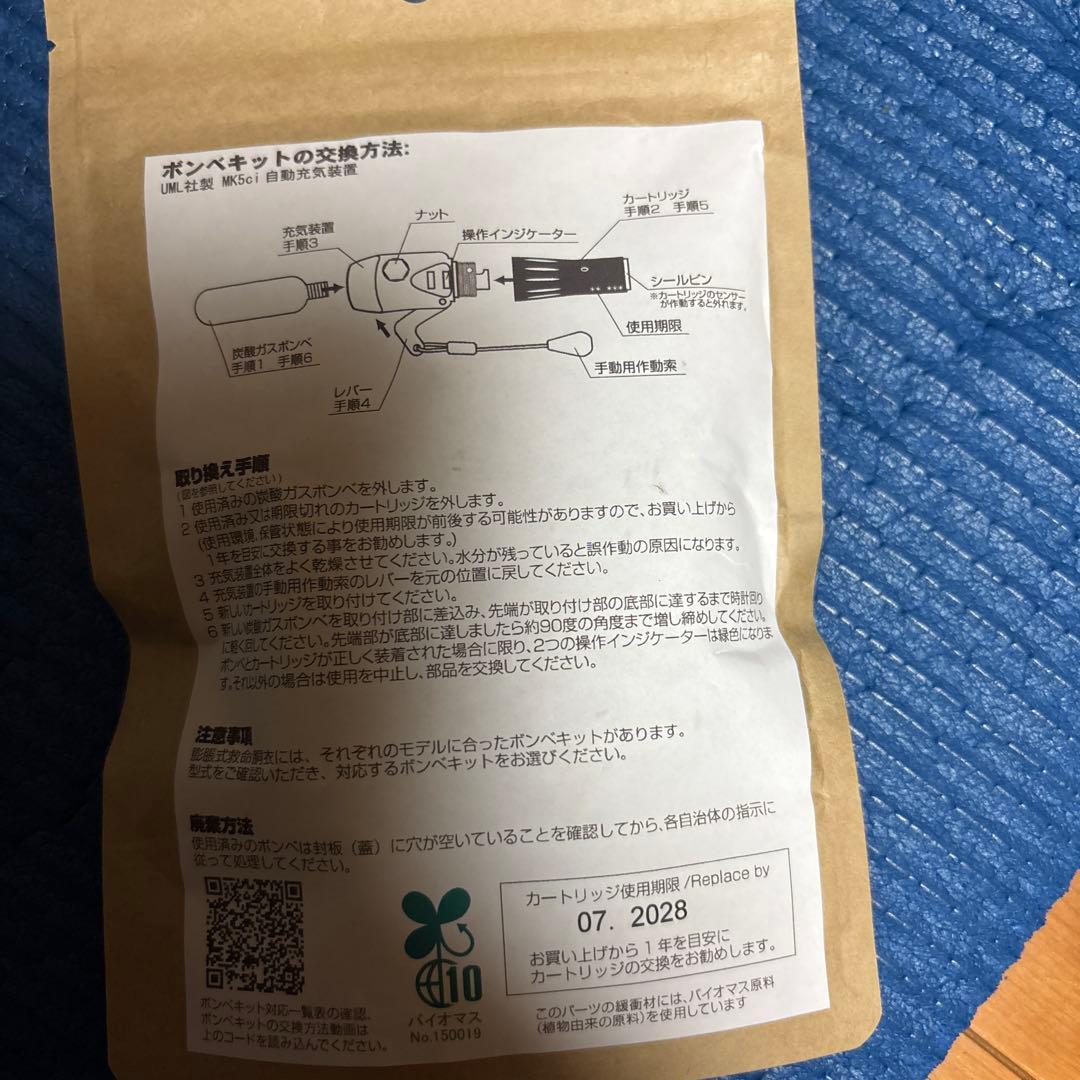 ボンベキットの交換方法:
UML社製 MK5ci 自動充気装置
ナット
カートリッジ
手順2 手順5
充気装置
手順3
操作インジケーター
シールピン
※カートリッジのセンサー
が作動すると外れます。
使用期限
炭酸ガスボンベ
手順1 手順6
手動用作動索
レバー
手順4
取り換え手順
(図を参照してください)
1 使用済みの炭酸ガスボンベを外します。
2 使用済み又は期限切れのカートリッジを外します。
(使用環境、保管状態により使用期限が前後する可能性がありますので、お買い上げから
1年を目安に交換する事をお勧めします。)
3 充気装置全体をよく乾燥させてください。水分が残っていると誤作動の原因になります。
4 充気装置の手動用作動索のレバーを元の位置に戻してください。
5 新しいカートリッジを取り付けてください。
6 新しい炭酸ガスボンベを取り付け部に差込み、先端が取り付け部の底部に達するまで時計回り
に軽く回してください。先端部が底部に達しましたら約90度の角度まで増し締めしてください。
ボンベとカートリッジが正しく装着された場合に限り、2つの操作インジケーターは緑色になりま
す。それ以外の場合は使用を中止し、部品を交換してください。
注意事項
膨脹式救命胴衣には、それぞれのモデルに合ったボンベキットがあります。
型式をご確認いただき、対応するボンベキットをお選びください。
廃棄方法
使用済みのボンベは封板(蓋)に穴が空いていることを確認してから、各自治体の指示に
従って処理してください。
カートリッジ使用期限/Replace by
07. 2028
お買い上げから1年を目安に
カートリッジの交換をお勧めします。
10
バイオマス
No.150019
ボンベキット対応一覧表の確認、
ボンベキットの交換方法動画は
上のコードを読み込んでください。
このパーツの緩衝材には、バイオマス原料
(植物由来の原料)を使用しています